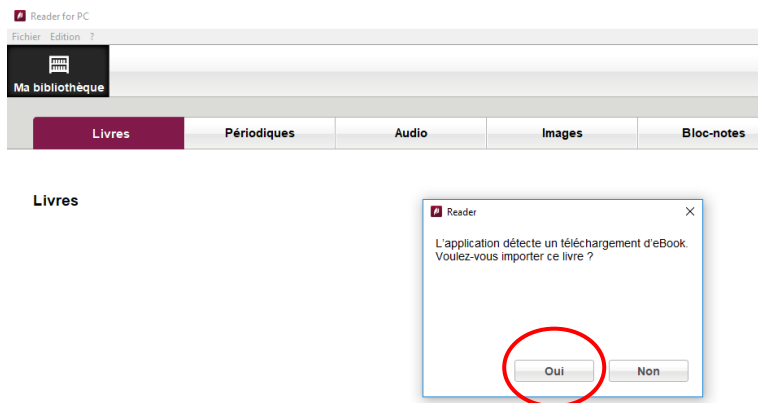 Reader for PC
Fichier Edition ?
Ma bibliothèque
Livres Périodiques Audio Images Bloc-notes
Livres
Reader
L'application détecte un téléchargement d'eBook.
Voulez-vous importer ce livre ?
Oui Non